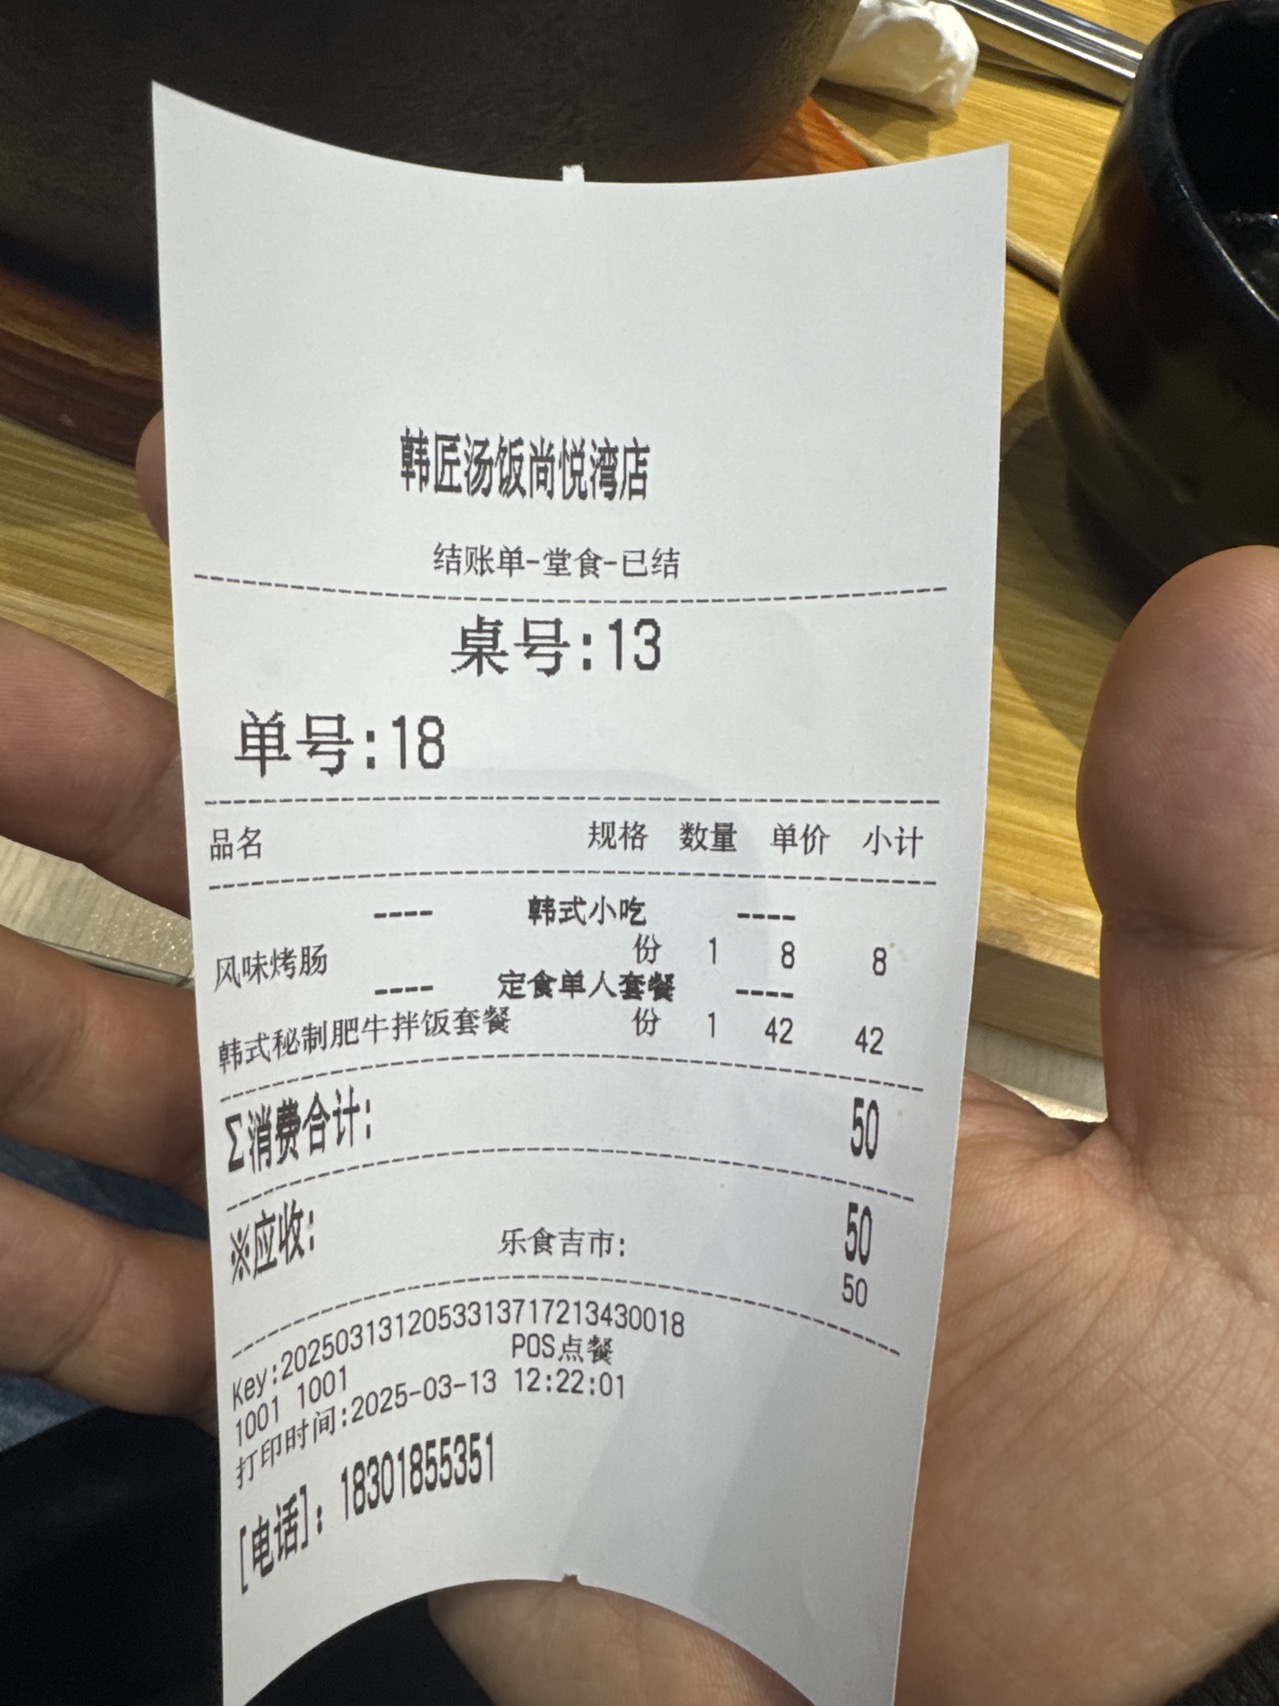 韩匠汤饭尚悦湾店
结账单-堂食-已结
桌号:13
单号:18
品名 规格 数量 单价 小计
---- 韩式小吃 ----
风味烤肠 份 1 8 8
---- 定食单人套餐 ----
韩式秘制肥牛拌饭套餐 份 1 42 42
Σ消费合计: 50
※应收: 50
乐食吉市: 50
Key:2025031312053313717213430018
POS点餐
1001 1001
打印时间:2025-03-13 12:22:01
[电话]: 18301855351